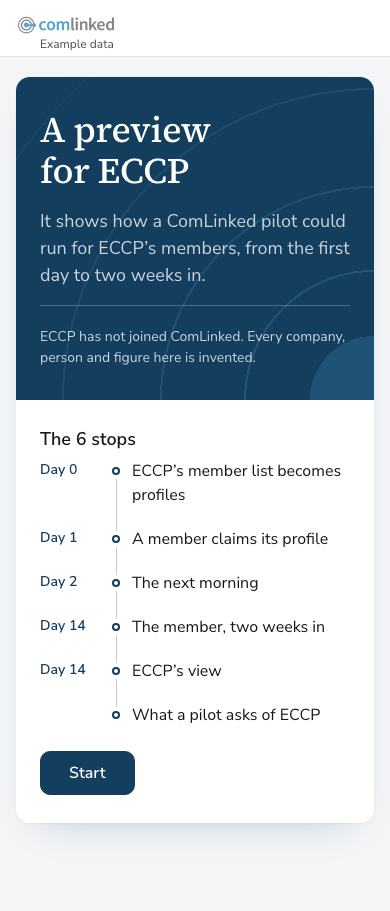 comlinked
Example data
A preview
for ECCP
It shows how a ComLinked pilot could
run for ECCP’s members, from the first
day to two weeks in.
ECCP has not joined ComLinked. Every company,
person and figure here is invented.
The 6 stops
Day 0 ECCP’s member list becomes
profiles
Day 1 A member claims its profile
Day 2 The next morning
Day 14 The member, two weeks in
Day 14 ECCP’s view
What a pilot asks of ECCP
Start